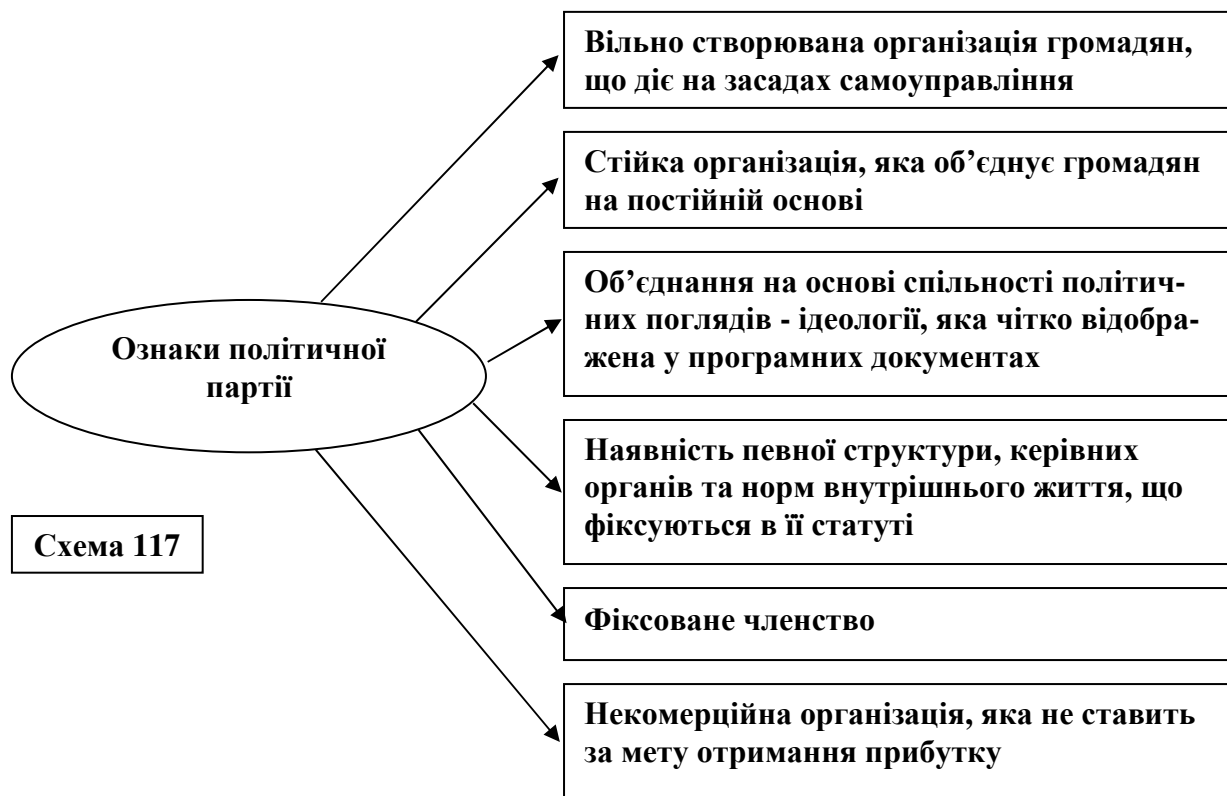 Вільно створювана організація громадян,
що діє на засадах самоуправління
Стійка організація, яка об’єднує громадян
на постійній основі
Об’єднання на основі спільності політич-
них поглядів - ідеології, яка чітко відобра-
жена у програмних документах
Ознаки політичної
партії
Наявність певної структури, керівних
органів та норм внутрішнього життя, що
фіксуються в її статуті
Схема 117
Фіксоване членство
Некомерційна організація, яка не ставить
за мету отримання прибутку